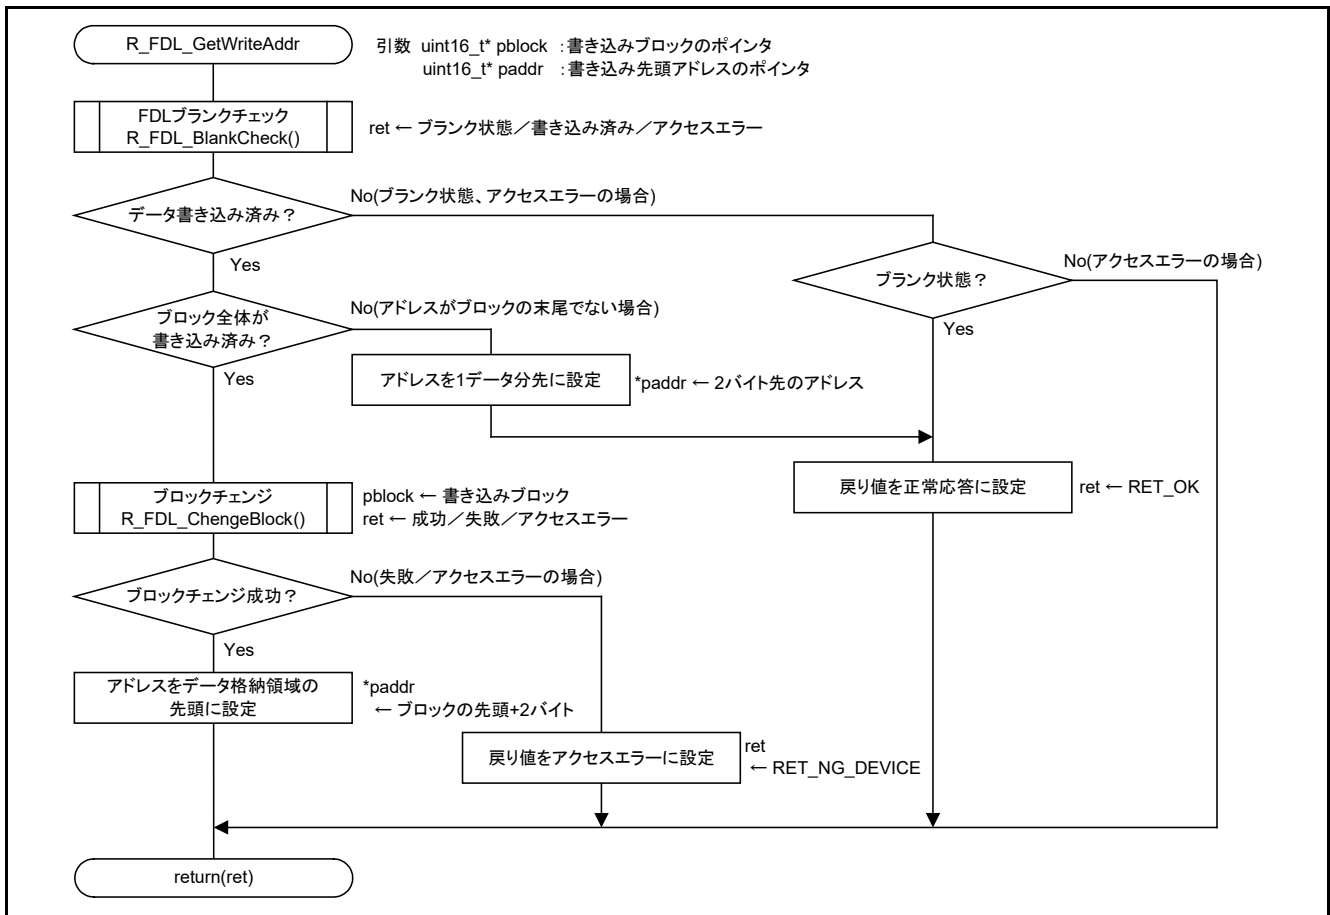 R_FDL_GetWriteAddr
引数 uint16_t* pblock ：書き込みブロックのポインタ
uint16_t* paddr ：書き込み先頭アドレスのポインタ
FDLブランクチェック
R_FDL_BlankCheck()
ret ← ブランク状態／書き込み済み／アクセスエラー
データ書き込み済み？
No(ブランク状態、アクセスエラーの場合)
Yes
ブランク状態？
No(アクセスエラーの場合)
Yes
ブロック全体が
書き込み済み？
No(アドレスがブロックの末尾でない場合)
Yes
アドレスを1データ分先に設定
*paddr ← 2バイト先のアドレス
戻り値を正常応答に設定
ret ← RET_OK
ブロックチェンジ
R_FDL_ChengeBlock()
pblock ← 書き込みブロック
ret ← 成功／失敗／アクセスエラー
ブロックチェンジ成功？
No(失敗／アクセスエラーの場合)
Yes
アドレスをデータ格納領域の
先頭に設定
*paddr
← ブロックの先頭+2バイト
戻り値をアクセスエラーに設定
ret
← RET_NG_DEVICE
return(ret)